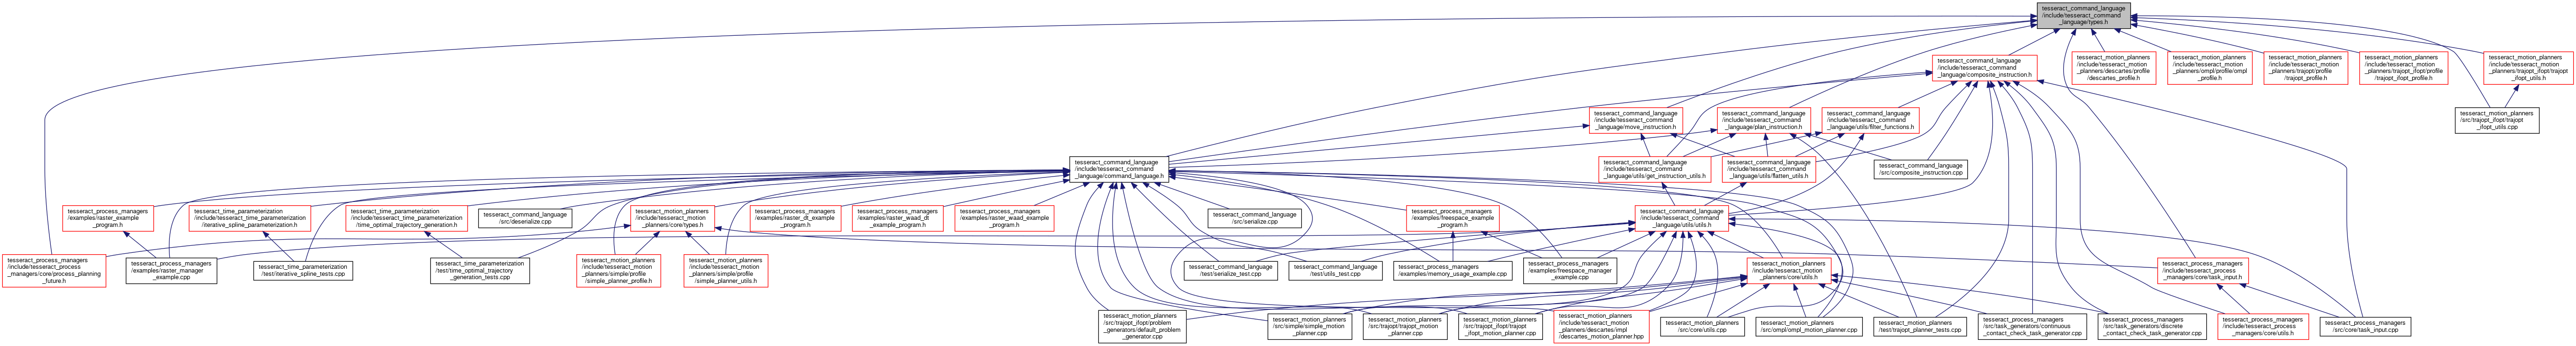 tesseract_command_language
/include/tesseract_command
_language/types.h
tesseract_command_language
/include/tesseract_command
_language/composite_instruction.h
tesseract_motion_planners
/include/tesseract_motion
_planners/descartes/profile
/descartes_profile.h
tesseract_motion_planners
/include/tesseract_motion
_planners/ompl/profile/ompl
_profile.h
tesseract_motion_planners
/include/tesseract_motion
_planners/trajopt/profile
/trajopt_profile.h
tesseract_motion_planners
/include/tesseract_motion
_planners/trajopt_ifopt/profile
/trajopt_ifopt_profile.h
tesseract_motion_planners
/include/tesseract_motion
_planners/trajopt_ifopt/trajopt
_ifopt_utils.h
tesseract_command_language
/include/tesseract_command
_language/move_instruction.h
tesseract_command_language
/include/tesseract_command
_language/plan_instruction.h
tesseract_command_language
/include/tesseract_command
_language/utils/filter_functions.h
tesseract_motion_planners
/src/trajopt_ifopt/trajopt
_ifopt_utils.cpp
tesseract_command_language
/include/tesseract_command
_language/command_language.h
tesseract_command_language
/include/tesseract_command
_language/utils/get_instruction_utils.h
tesseract_command_language
/include/tesseract_command
_language/utils/flatten_utils.h
tesseract_command_language
/src/composite_instruction.cpp
tesseract_process_managers
/examples/raster_example
_program.h
tesseract_time_parameterization
/include/tesseract_time_parameterization
/iterative_spline_parameterization.h
tesseract_time_parameterization
/include/tesseract_time_parameterization
/time_optimal_trajectory_generation.h
tesseract_command_language
/src/deserialize.cpp
tesseract_motion_planners
/include/tesseract_motion
_planners/core/types.h
tesseract_process_managers
/examples/raster_dt_example
_program.h
tesseract_process_managers
/examples/raster_waad_dt
_example_program.h
tesseract_process_managers
/examples/raster_waad_example
_program.h
tesseract_command_language
/src/serialize.cpp
tesseract_process_managers
/examples/freespace_example
_program.h
tesseract_command_language
/include/tesseract_command
_language/utils/utils.h
tesseract_process_managers
/include/tesseract_process
_managers/core/process_planning
_future.h
tesseract_process_managers
/examples/raster_manager
_example.cpp
tesseract_time_parameterization
/test/iterative_spline_tests.cpp
tesseract_time_parameterization
/test/time_optimal_trajectory
_generation_tests.cpp
tesseract_motion_planners
/include/tesseract_motion
_planners/simple/profile
/simple_planner_profile.h
tesseract_motion_planners
/include/tesseract_motion
_planners/simple/profile
/simple_planner_utils.h
tesseract_command_language
/test/serialize_test.cpp
tesseract_command_language
/test/utils_test.cpp
tesseract_process_managers
/examples/memory_usage_example.cpp
tesseract_process_managers
/examples/freespace_manager
_example.cpp
tesseract_motion_planners
/include/tesseract_motion
_planners/core/utils.h
tesseract_process_managers
/include/tesseract_process
_managers/core/task_input.h
tesseract_motion_planners
/src/trajopt_ifopt/problem
_generators/default_problem
_generator.cpp
tesseract_motion_planners
/src/simple/simple_motion
_planner.cpp
tesseract_motion_planners
/src/trajopt/trajopt_motion
_planner.cpp
tesseract_motion_planners
/src/trajopt_ifopt/trajopt
_ifopt_motion_planner.cpp
tesseract_motion_planners
/include/tesseract_motion
_planners/descartes/impl
/descartes_motion_planner.hpp
tesseract_motion_planners
/src/core/utils.cpp
tesseract_motion_planners
/src/ompl/ompl_motion_planner.cpp
tesseract_motion_planners
/test/trajopt_planner_tests.cpp
tesseract_process_managers
/src/task_generators/continuous
_contact_check_task_generator.cpp
tesseract_process_managers
/src/task_generators/discrete
_contact_check_task_generator.cpp
tesseract_process_managers
/include/tesseract_process
_managers/core/utils.h
tesseract_process_managers
/src/core/task_input.cpp